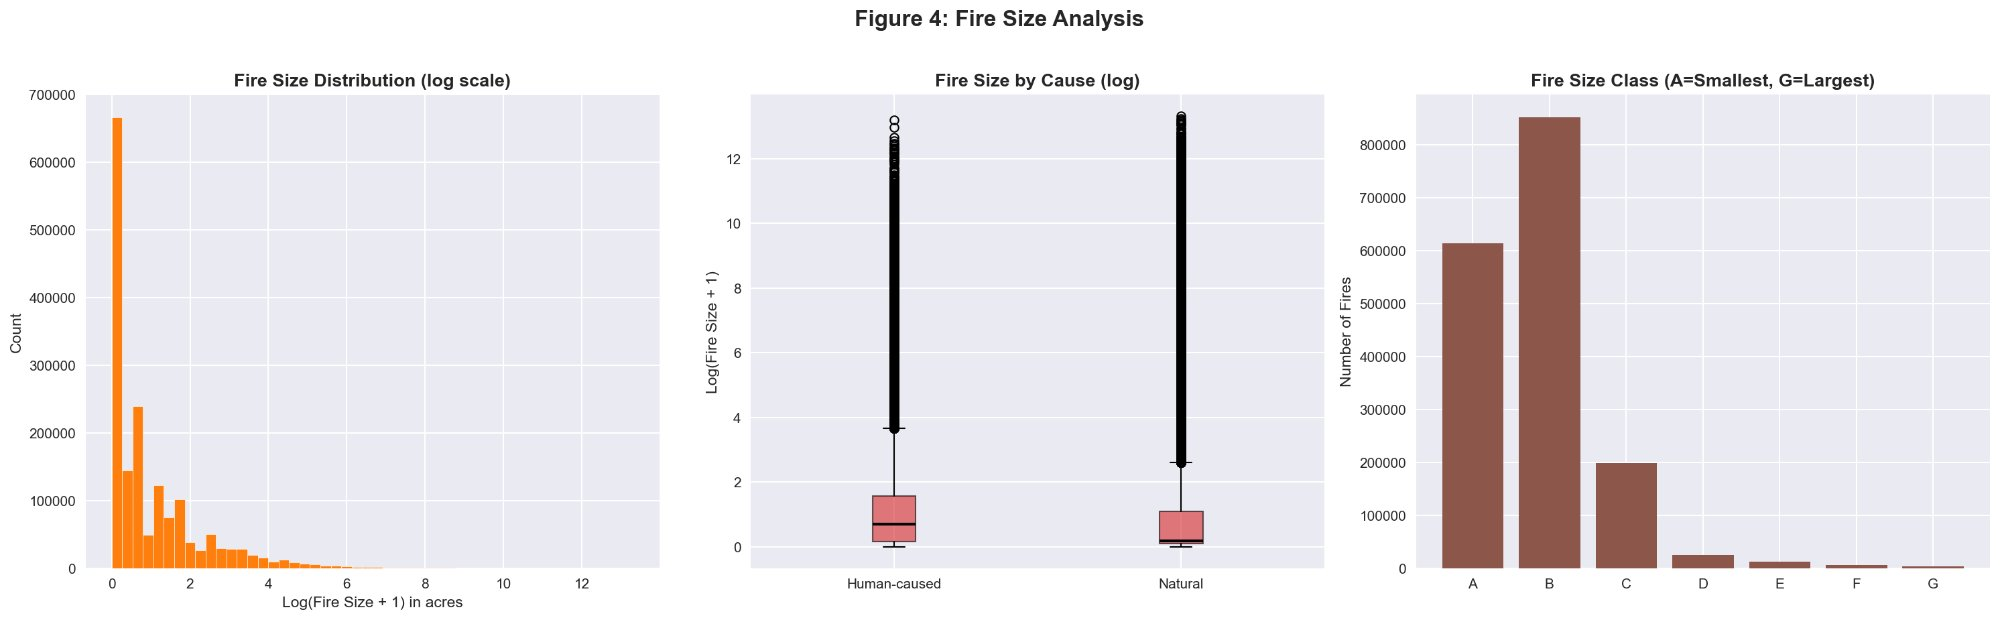 Figure 4: Fire Size Analysis
Fire Size Distribution (log scale)
700000
600000
500000
400000
300000
200000
100000
0
Count
0 2 4 6 8 10 12
Log(Fire Size + 1) in acres
Fire Size by Cause (log)
12
10
8
6
4
2
0
Log(Fire Size + 1)
Human-caused Natural
Fire Size Class (A=Smallest, G=Largest)
800000
700000
600000
500000
400000
300000
200000
100000
0
Number of Fires
A B C D E F G